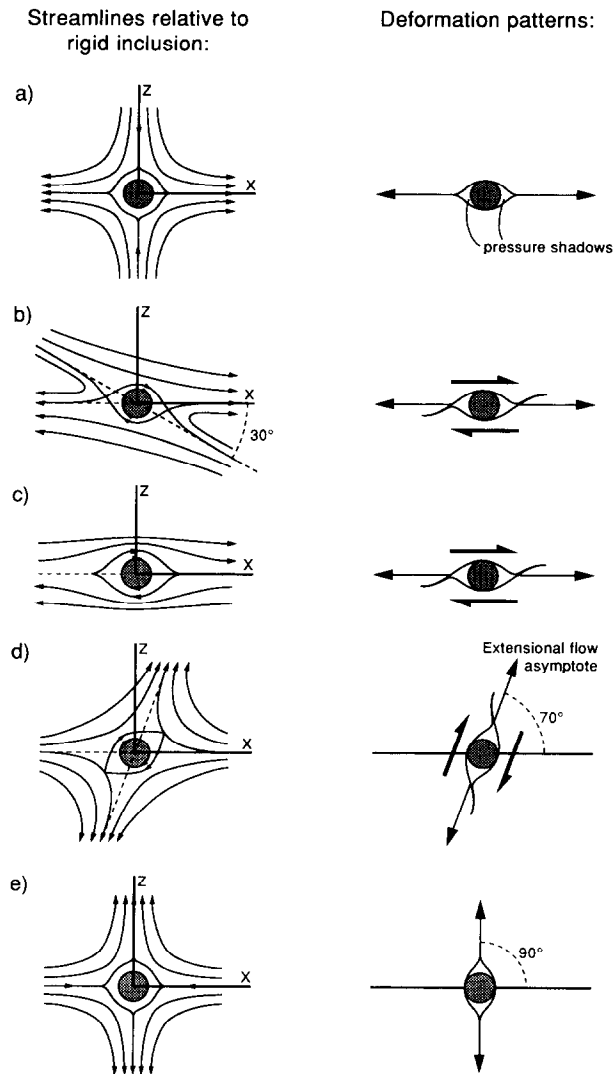 Streamlines relative to
rigid inclusion:
Deformation patterns:
a)
Z
X
pressure shadows
b)
Z
X
30°
c)
Z
X
d)
Z
X
Extensional flow
asymptote
70°
e)
Z
X
90°